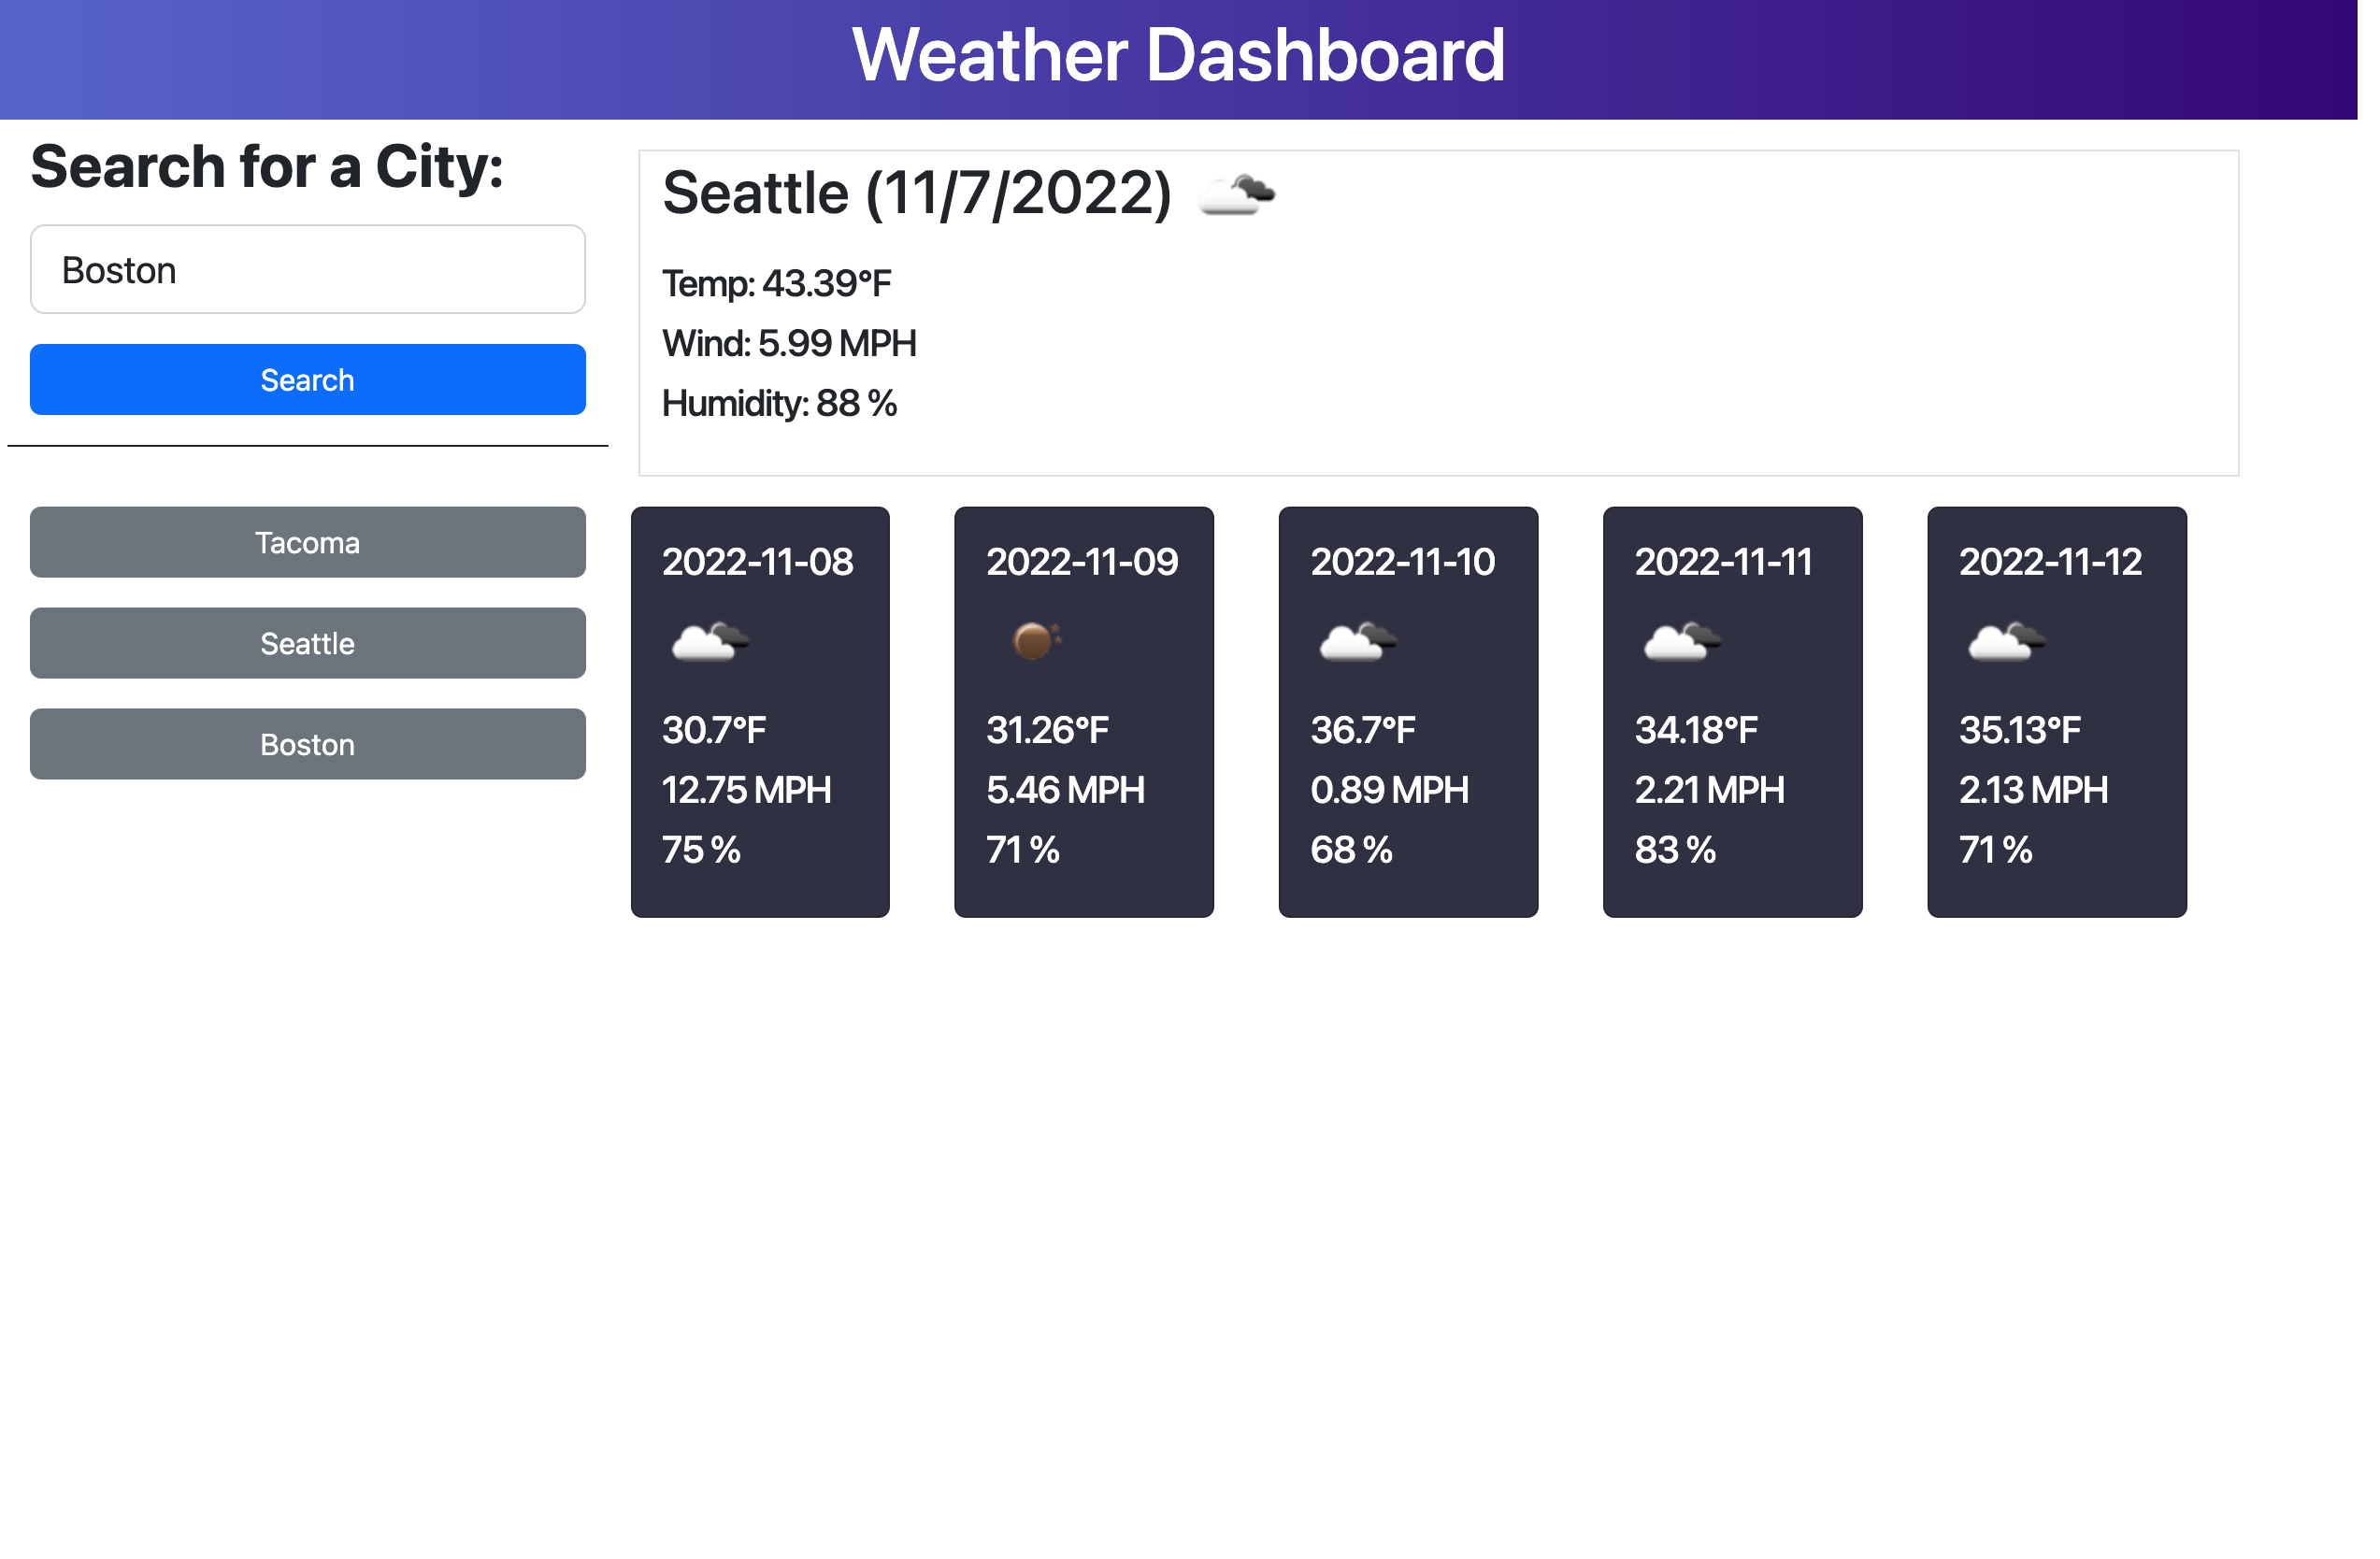 Weather Dashboard
Search for a City:
Boston
Search
Tacoma
Seattle
Boston
Seattle (11/7/2022)
Temp: 43.39°F
Wind: 5.99 MPH
Humidity: 88 %
2022-11-08
30.7°F
12.75 MPH
75 %
2022-11-09
31.26°F
5.46 MPH
71 %
2022-11-10
36.7°F
0.89 MPH
68 %
2022-11-11
34.18°F
2.21 MPH
83 %
2022-11-12
35.13°F
2.13 MPH
71 %